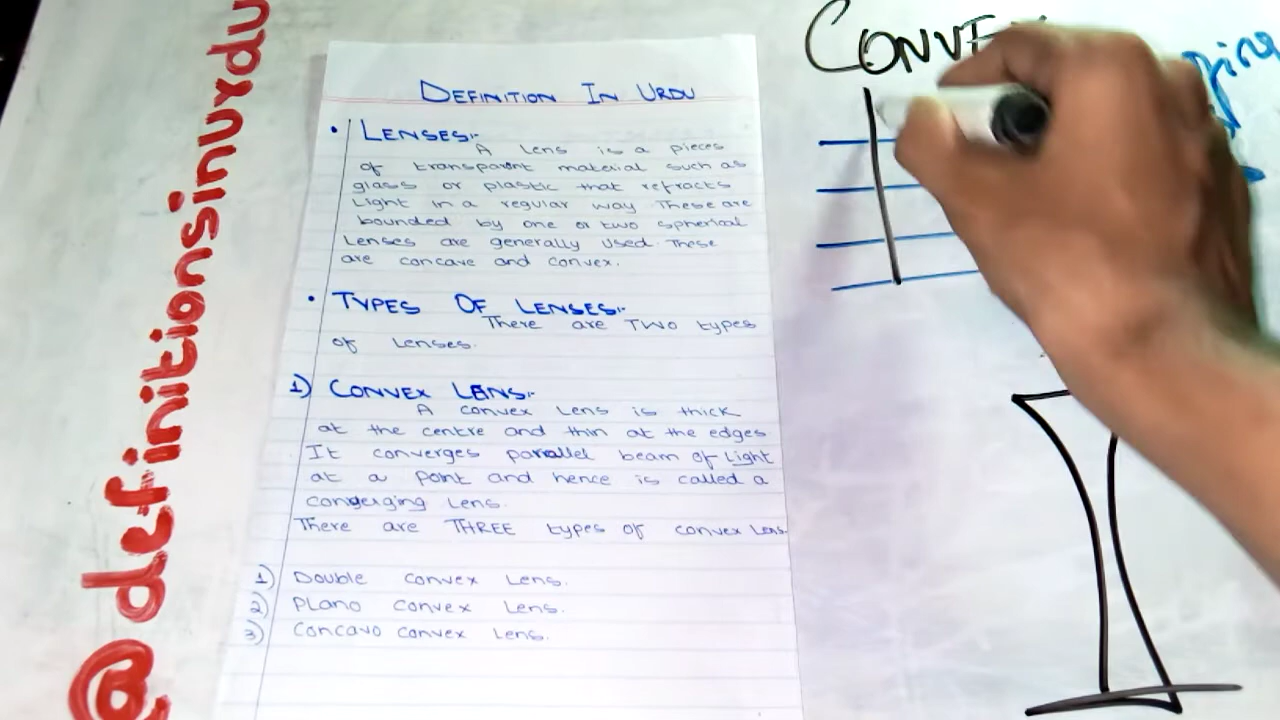 @definitionsinurdu
DEFINITION IN URDU
• LENSES:-
A lens is a pieces
of transparent material such as
glass or plastic that refracts
Light in a regular way These are
bounded by one or two spherical
Lenses are generally used. These
are concave and convex.
• TYPES OF LENSES:-
There are TWO types
of Lenses.
1) CONVEX LENS:-
A convex Lens is thick
at the centre and thin at the edges
It converges parallel beam of Light
at a point and hence is called a
converging Lens.
There are THREE types of convex Lens.
1) Double convex Lens.
2) Plano convex Lens.
3) Concavo convex Lens.